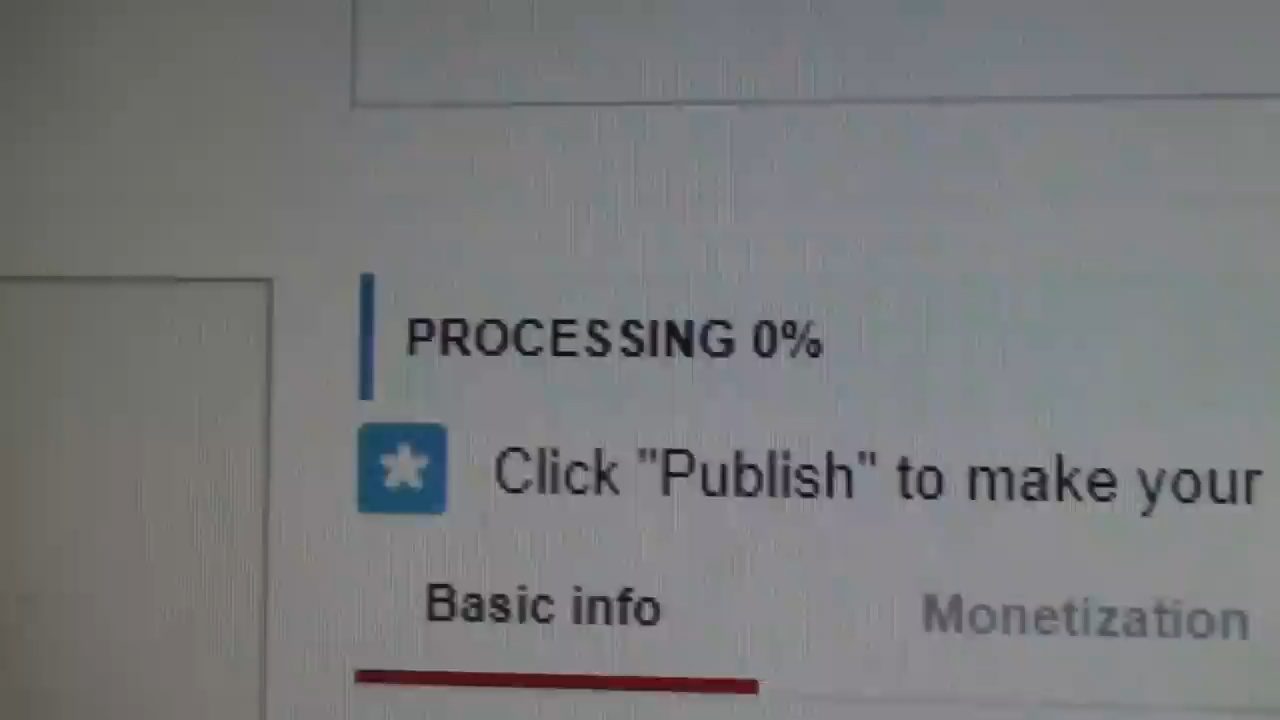 PROCESSING 0%
Click "Publish" to make your
Basic info
Monetization